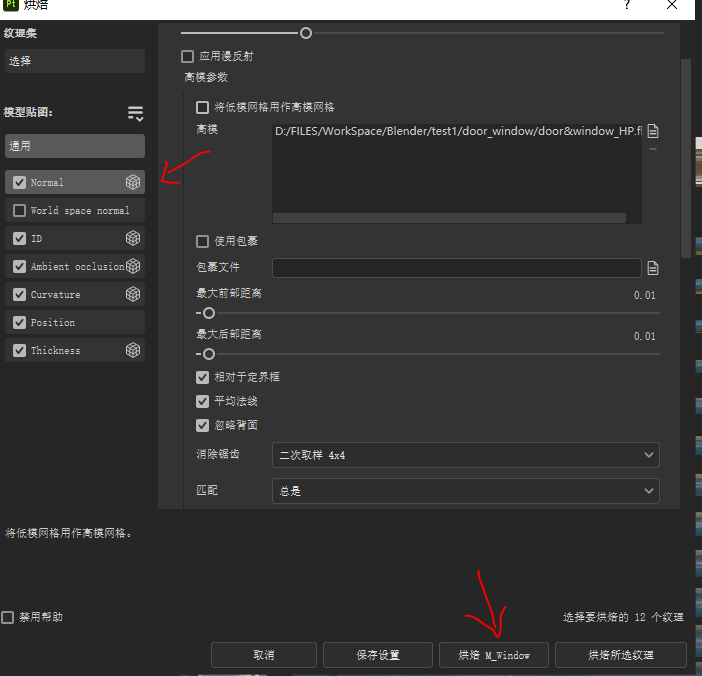 Pt 烘焙
?
纹理集
选择
模型贴图:
通用
Normal
World space normal
ID
Ambient occlusion
Curvature
Position
Thickness
应用漫反射
高模参数
将低模网格用作高模网格
高模
D:/FILES/WorkSpace/Blender/test1/door_window/door&window_HP.f
使用包裹
包裹文件
最大前部距离
0.01
最大后部距离
0.01
相对于定界框
平均法线
忽略背面
消除锯齿
二次取样 4x4
匹配
总是
将低模网格用作高模网格。
禁用帮助
选择要烘焙的 12 个纹理
取消
保存设置
烘焙 M_Window
烘焙所选纹理